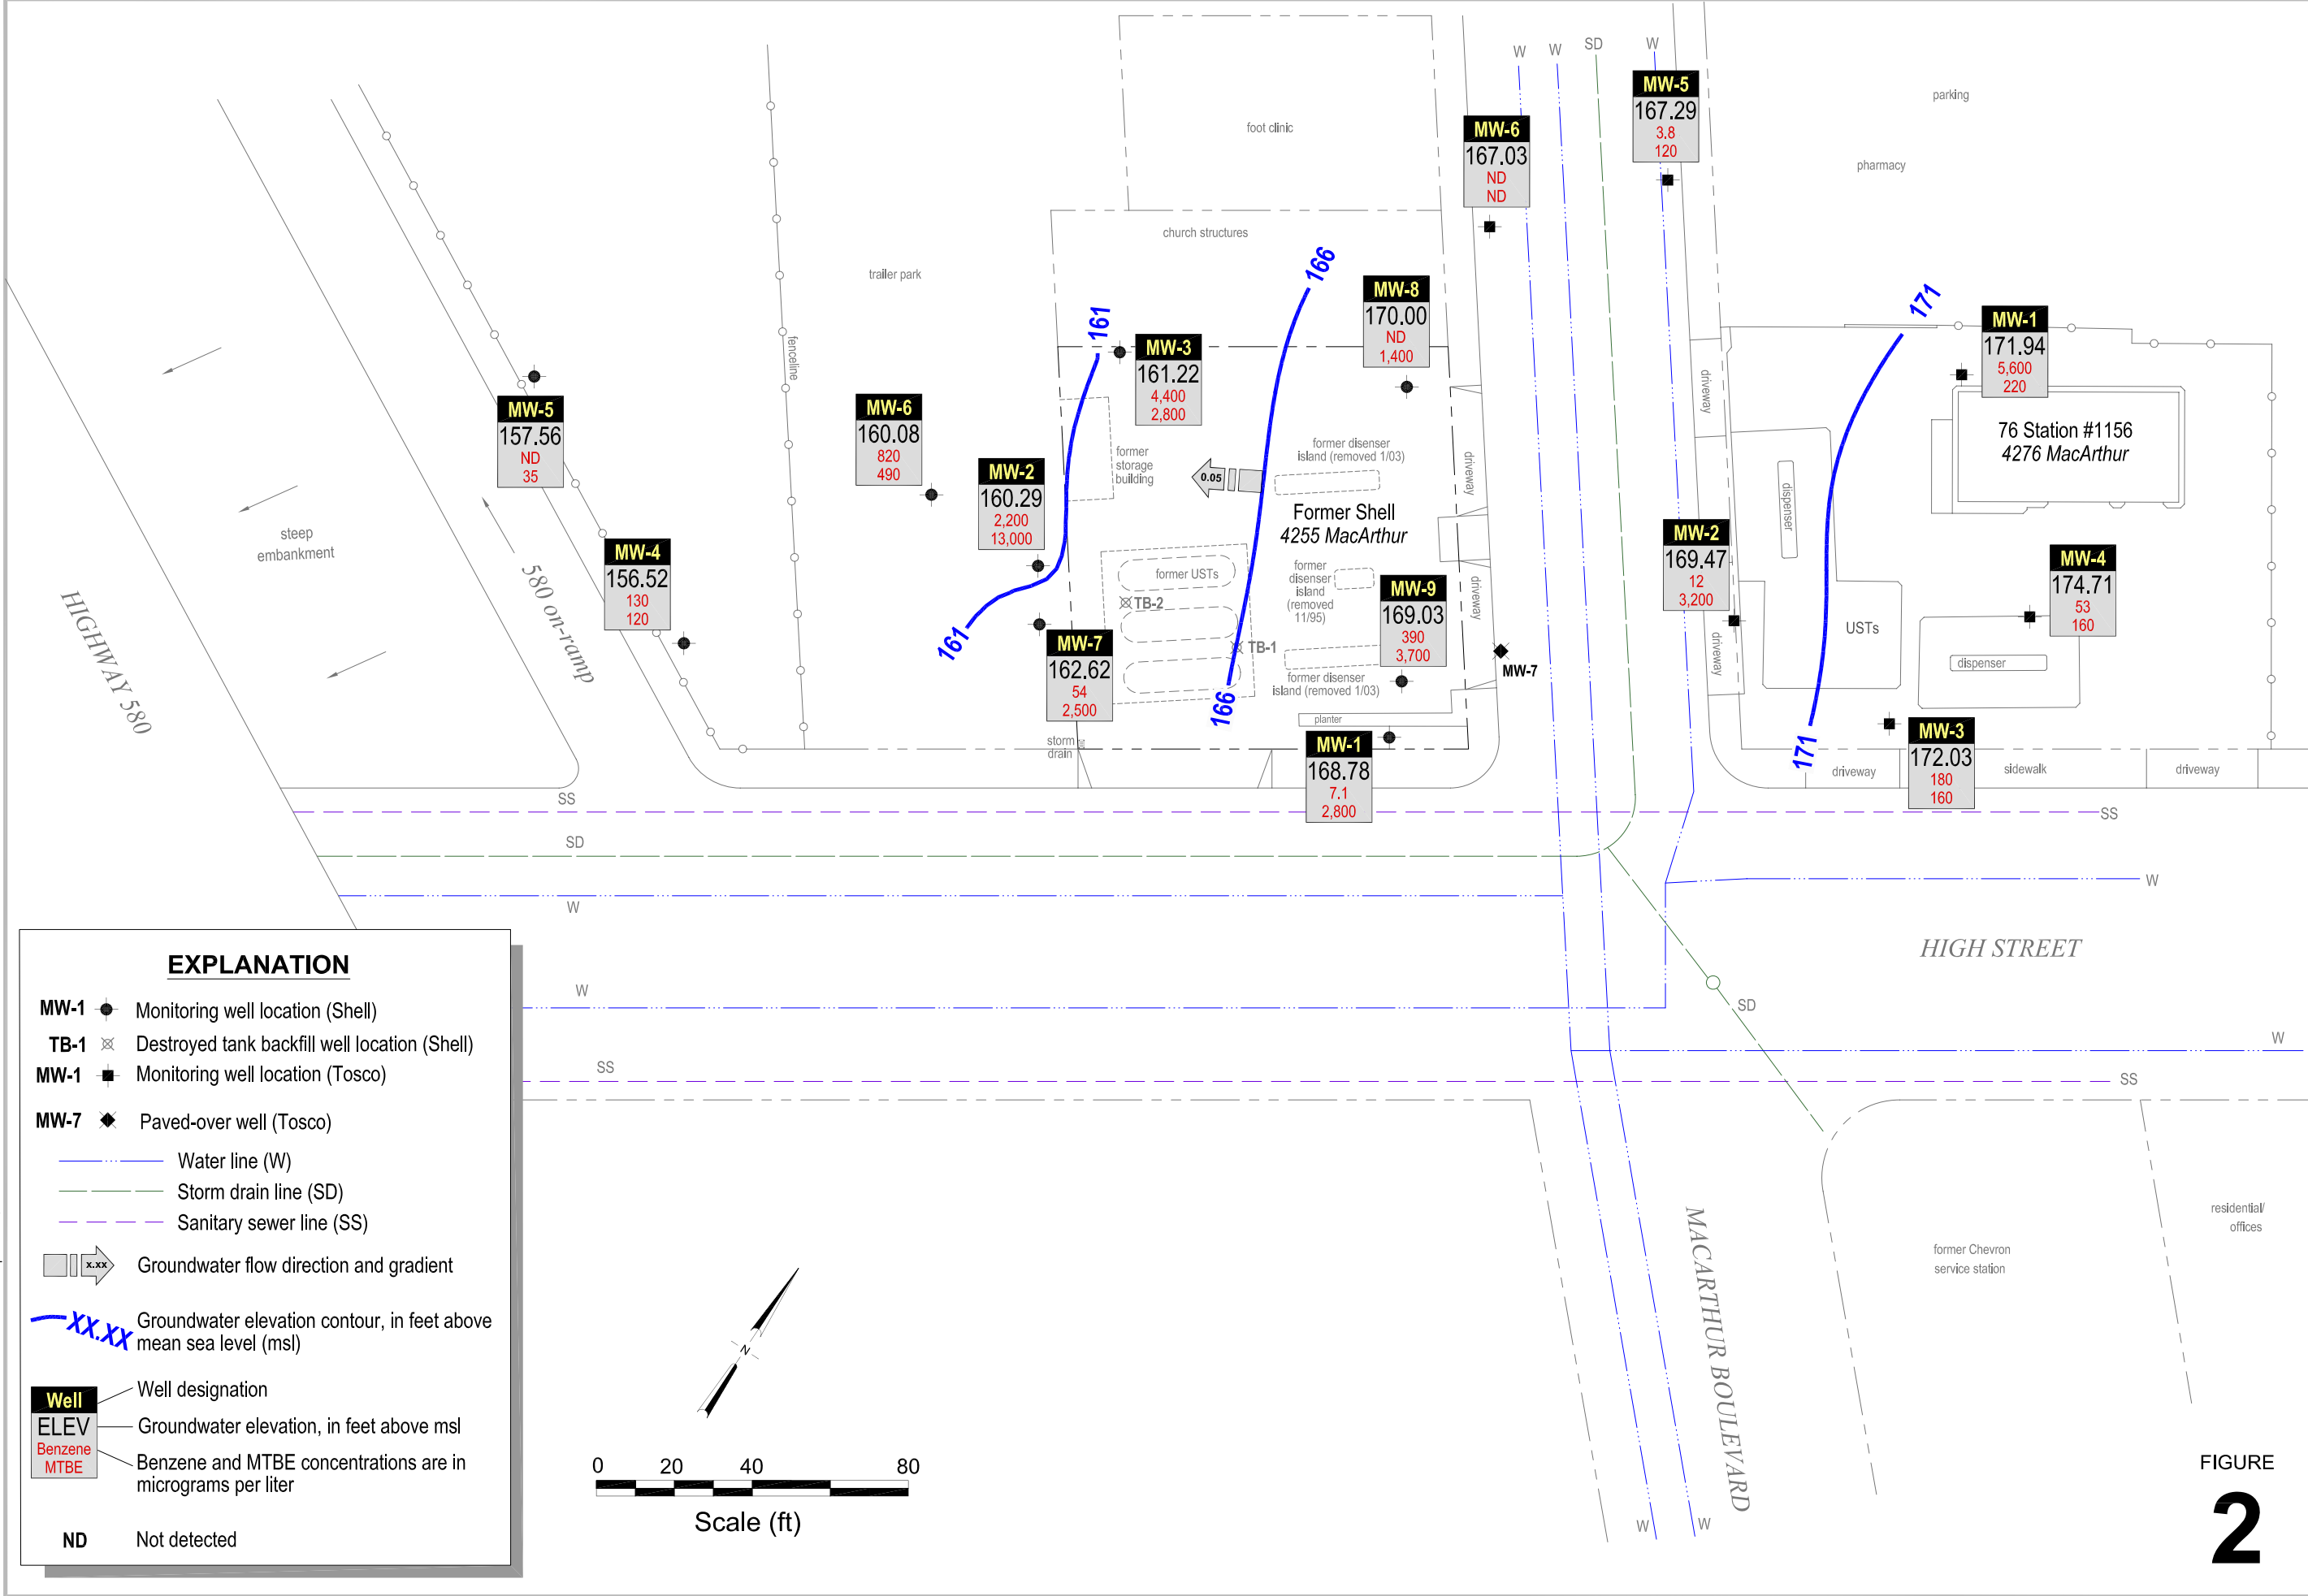 W
W
SD
W
MW-5
167.29
3.8
120
parking
MW-6
167.03
ND
ND
foot clinic
pharmacy
church structures
trailer park
166
161
171
MW-8
170.00
ND
1,400
MW-1
171.94
5,600
220
MW-3
161.22
4,400
2,800
fenceline
driveway
MW-5
157.56
ND
35
MW-6
160.08
820
490
76 Station #1156
4276 MacArthur
former disenser
island (removed 1/03)
former
storage
building
0.05
driveway
dispenser
MW-2
160.29
2,200
13,000
Former Shell
4255 MacArthur
MW-2
169.47
12
3,200
steep
embankment
MW-4
156.52
130
120
580 on-ramp
HIGHWAY 580
former USTs
TB-2
former
disenser
island
(removed
11/95)
driveway
MW-9
169.03
390
3,700
MW-4
174.71
53
160
USTs
dispenser
driveway
161
MW-7
162.62
54
2,500
TB-1
former disenser
island (removed 1/03)
MW-7
166
planter
storm
drain
MW-1
168.78
7.1
2,800
171
MW-3
172.03
180
160
driveway
sidewalk
driveway
SS
SS
SD
W
W
HIGH STREET
W
SD
W
SS
SS
EXPLANATION
MW-1 Monitoring well location (Shell)
TB-1 Destroyed tank backfill well location (Shell)
MW-1 Monitoring well location (Tosco)
MW-7 Paved-over well (Tosco)
Water line (W)
Storm drain line (SD)
Sanitary sewer line (SS)
x.xx Groundwater flow direction and gradient
XX.XX Groundwater elevation contour, in feet above
mean sea level (msl)
Well
ELEV
Benzene
MTBE
Well designation
Groundwater elevation, in feet above msl
Benzene and MTBE concentrations are in
micrograms per liter
ND Not detected
N
0 20 40 80
Scale (ft)
MACARTHUR BOULEVARD
former Chevron
service station
residential/
offices
W
W
FIGURE
2